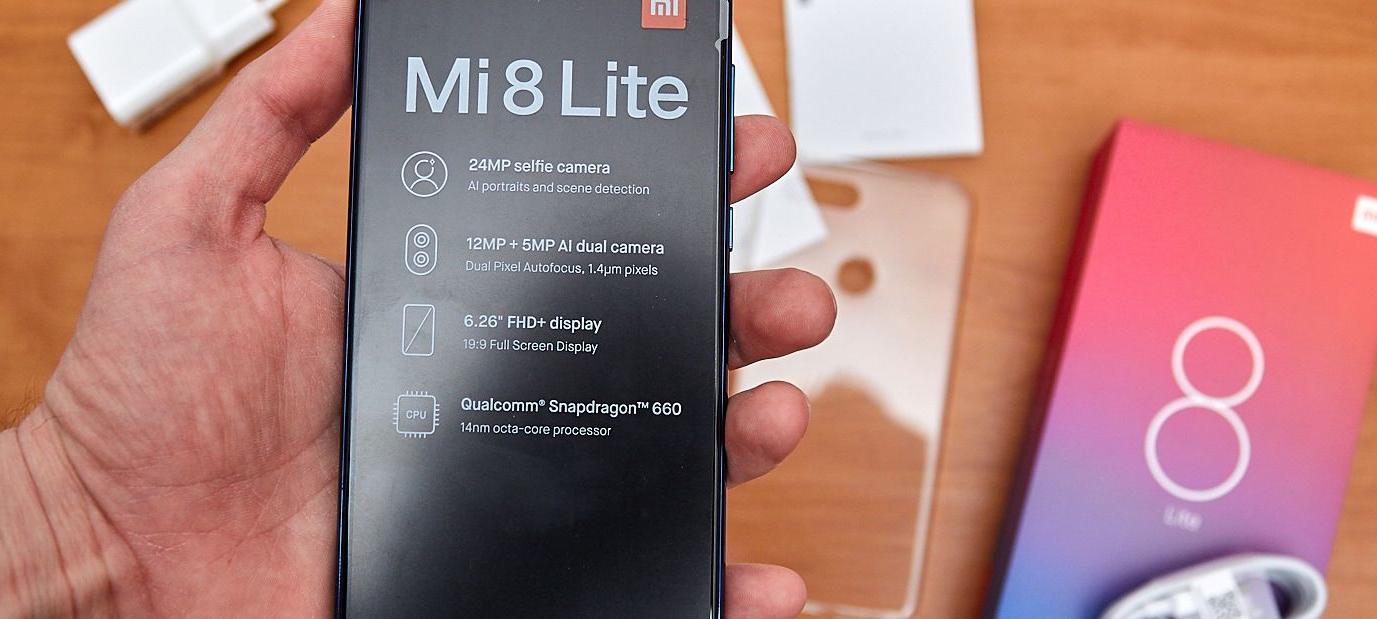 mi
Mi 8 Lite
24MP selfie camera
AI portraits and scene detection
12MP + 5MP AI dual camera
Dual Pixel Autofocus, 1.4µm pixels
6.26" FHD+ display
19:9 Full Screen Display
CPU
Qualcomm® Snapdragon™ 660
14nm octa-core processor
mi
8
Lite